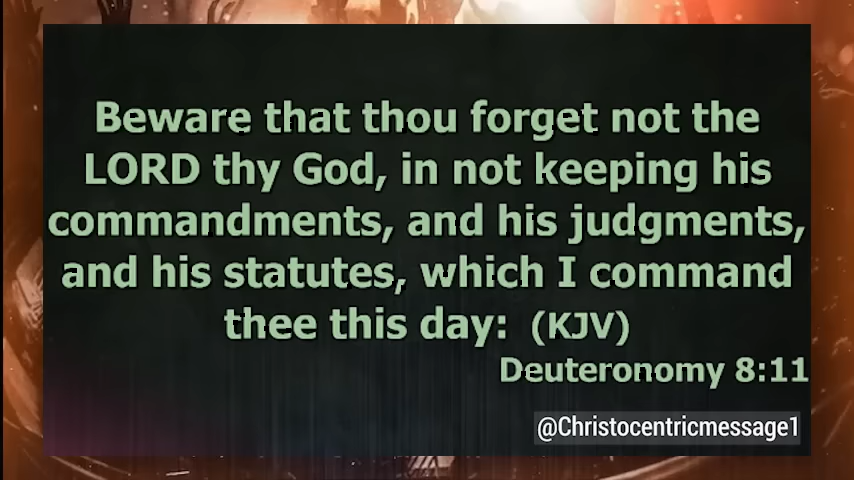 Beware that thou forget not the
LORD thy God, in not keeping his
commandments, and his judgments,
and his statutes, which I command
thee this day: (KJV)
Deuteronomy 8:11
@Christocentricmessage1